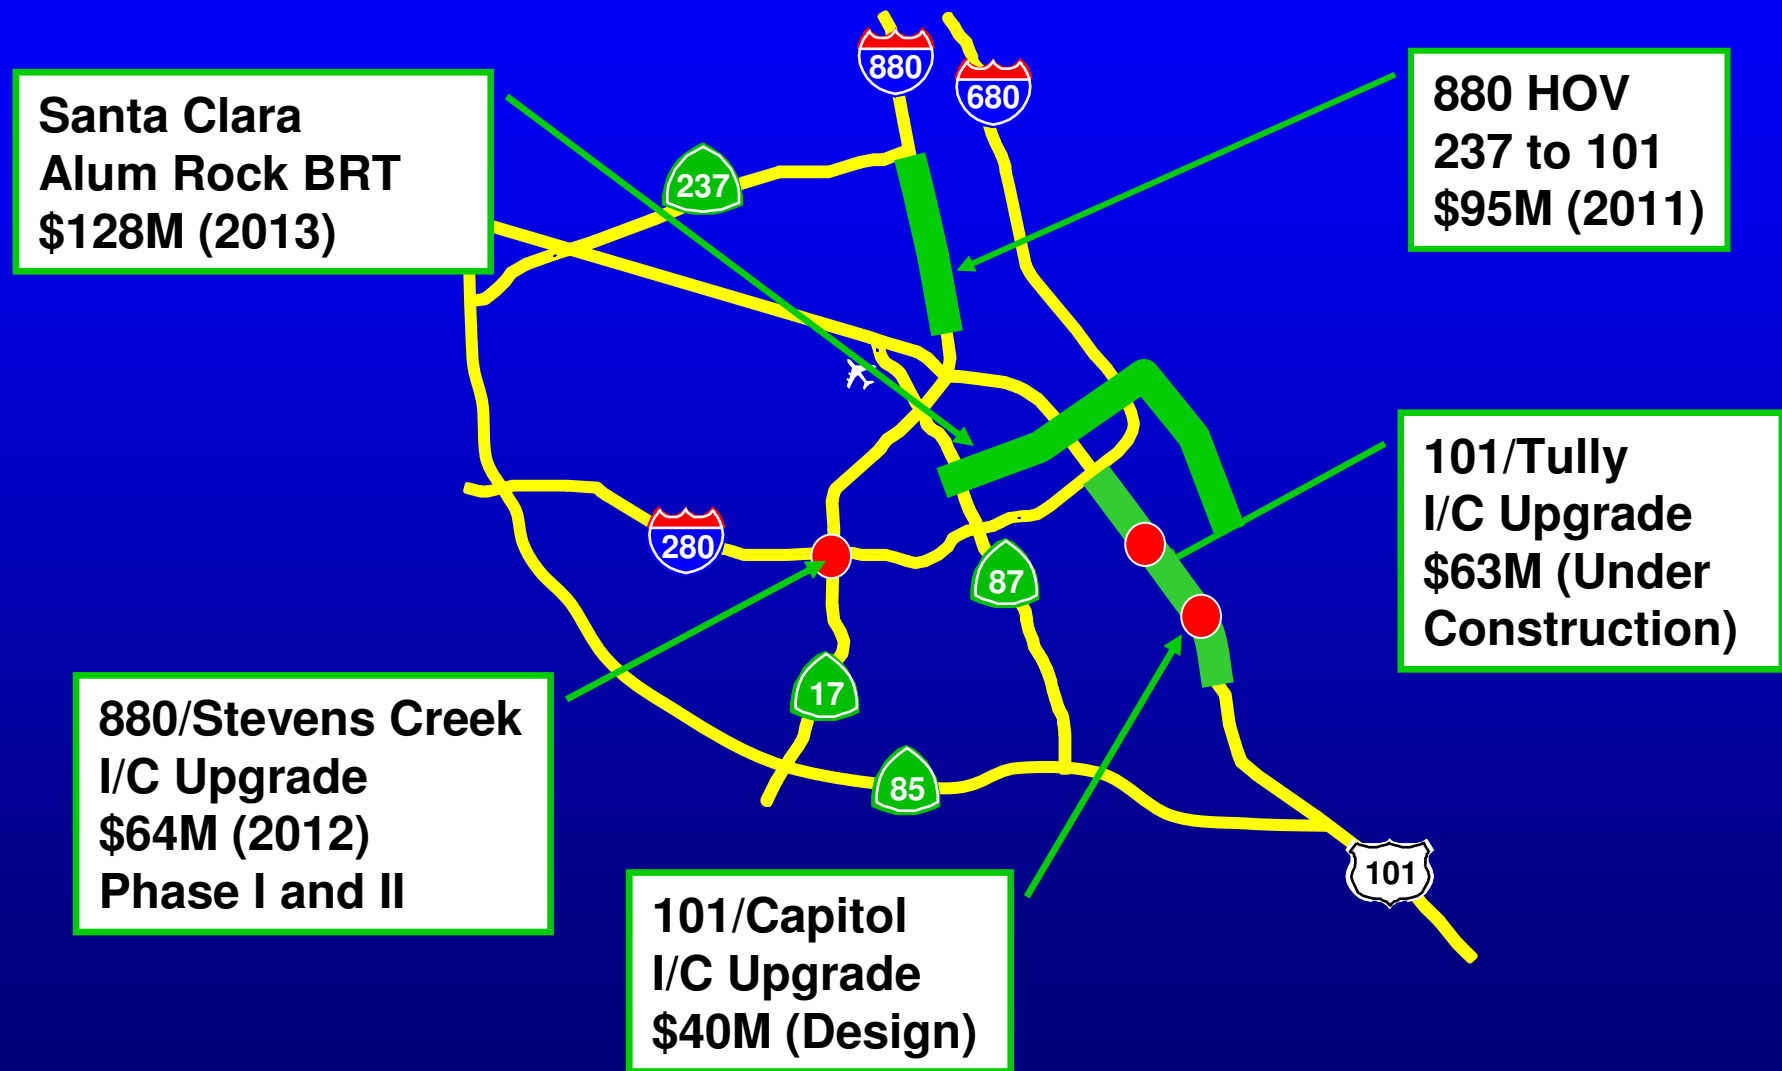 880
680
Santa Clara
Alum Rock BRT
$128M (2013)
880 HOV
237 to 101
$95M (2011)
237
101/Tully
I/C Upgrade
$63M (Under
Construction)
280
87
17
880/Stevens Creek
I/C Upgrade
$64M (2012)
Phase I and II
85
101
101/Capitol
I/C Upgrade
$40M (Design)